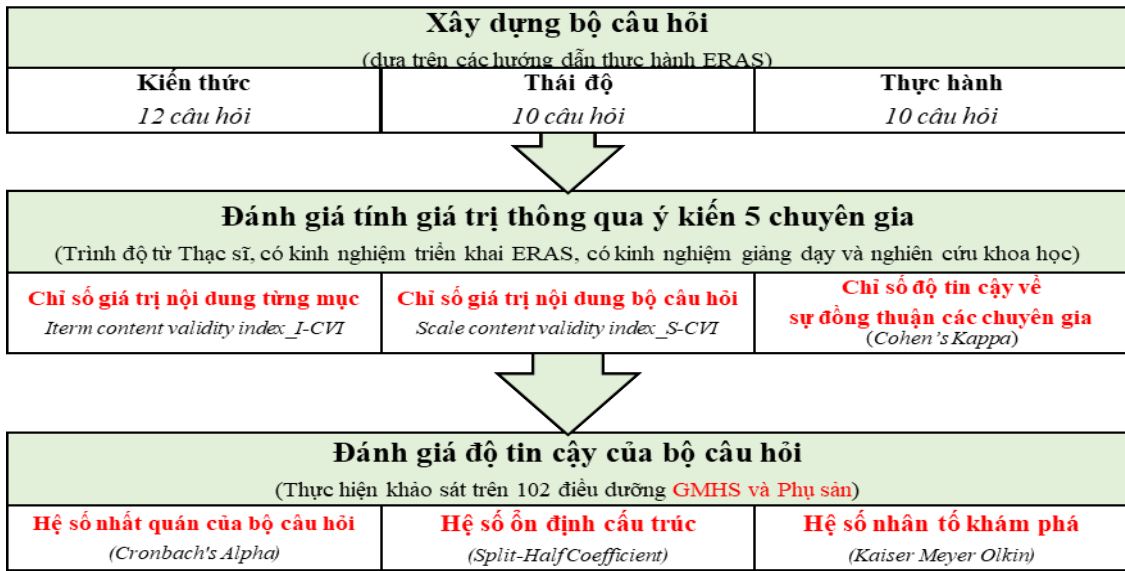 Xây dựng bộ câu hỏi
(dựa trên các hướng dẫn thực hành ERAS)
Kiến thức
12 câu hỏi
Thái độ
10 câu hỏi
Thực hành
10 câu hỏi
Đánh giá tính giá trị thông qua ý kiến 5 chuyên gia
(Trình độ từ Thạc sĩ, có kinh nghiệm triển khai ERAS, có kinh nghiệm giảng dạy và nghiên cứu khoa học)
Chỉ số giá trị nội dung từng mục
Iterm content validity index_I-CVI
Chỉ số giá trị nội dung bộ câu hỏi
Scale content validity index_S-CVI
Chỉ số độ tin cậy về
sự đồng thuận các chuyên gia
(Cohen's Kappa)
Đánh giá độ tin cậy của bộ câu hỏi
(Thực hiện khảo sát trên 102 điều dưỡng GMHS và Phụ sản)
Hệ số nhất quán của bộ câu hỏi
(Cronbach's Alpha)
Hệ số ổn định cấu trúc
(Split-Half Coefficient)
Hệ số nhân tố khám phá
(Kaiser Meyer Olkin)